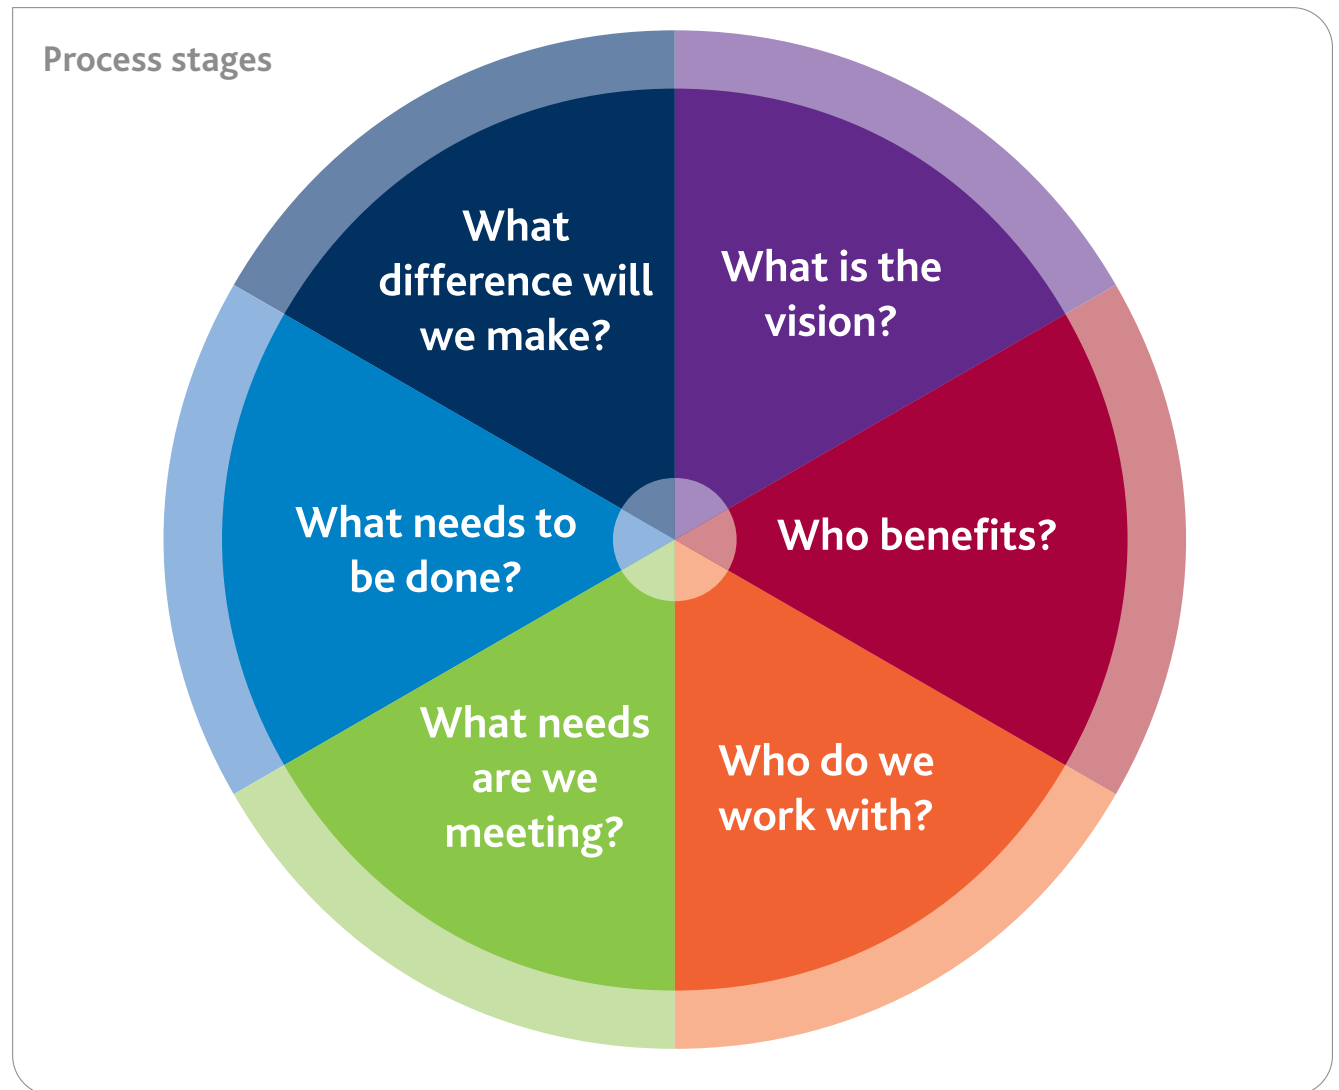 Process stages
What
difference will
we make?
What is the
vision?
Who benefits?
Who do we
work with?
What needs
are we
meeting?
What needs to
be done?